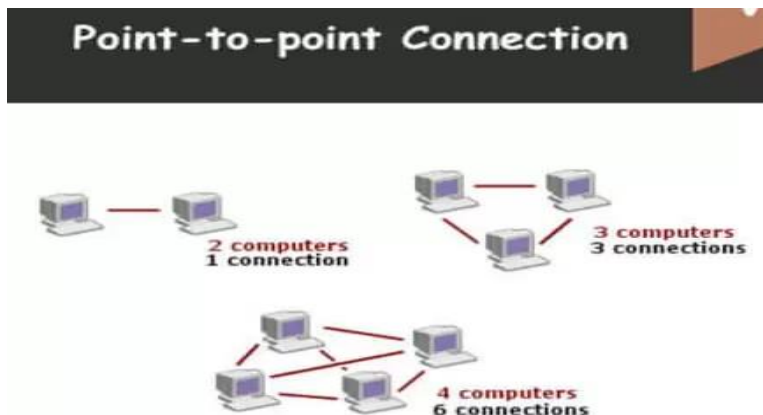 Point-to-point Connection
2 computers
1 connection
3 computers
3 connections
4 computers
6 connections